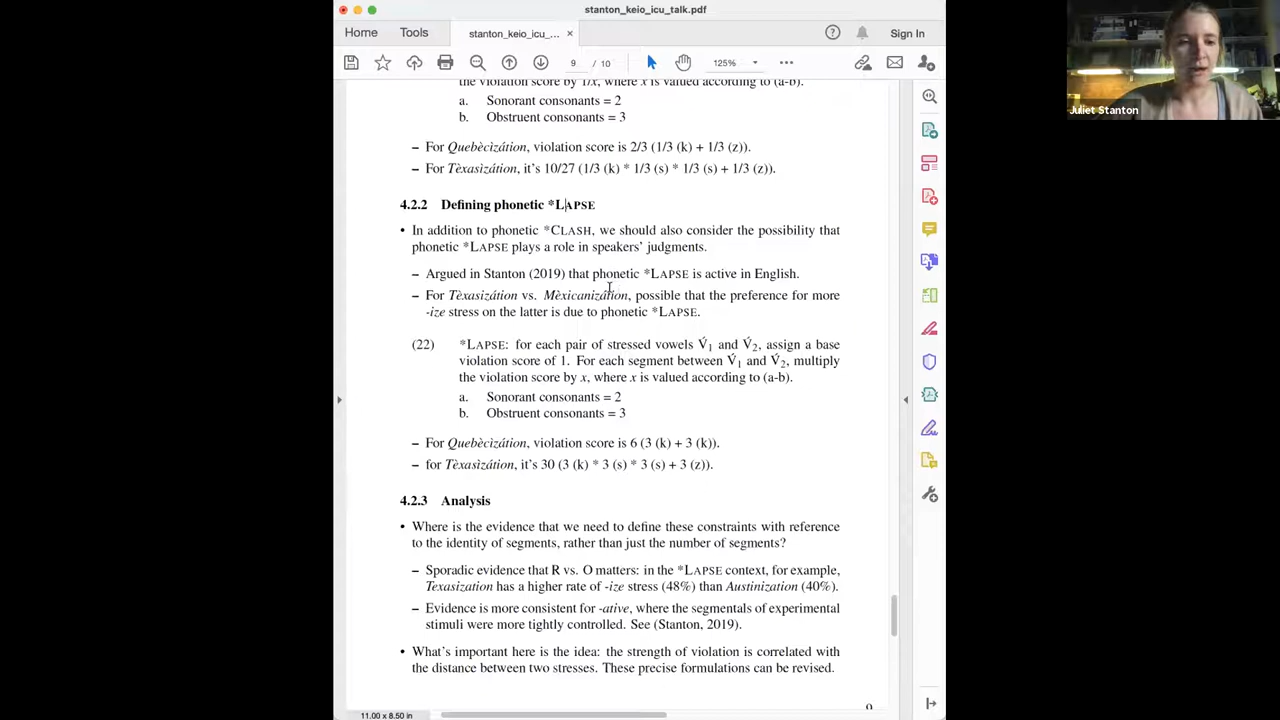 stanton_keio_icu_talk.pdf
Home
Tools
stanton_keio_icu_...
×
Sign In
9 / 10
125%
Juliet Stanton
the violation score by 1/x, where x is valued according to (a-b).
a. Sonorant consonants = 2
b. Obstruent consonants = 3
– For Quebècìzátion, violation score is 2/3 (1/3 (k) + 1/3 (z)).
– For Tèxasìzátion, it's 10/27 (1/3 (k) * 1/3 (s) * 1/3 (s) + 1/3 (z)).
4.2.2 Defining phonetic *LAPSE
• In addition to phonetic *CLASH, we should also consider the possibility that
phonetic *LAPSE plays a role in speakers' judgments.
– Argued in Stanton (2019) that phonetic *LAPSE is active in English.
– For Tèxasizátion vs. Mèxicanizátion, possible that the preference for more
-ize stress on the latter is due to phonetic *LAPSE.
(22) *LAPSE: for each pair of stressed vowels V́1 and V́2, assign a base
violation score of 1. For each segment between V́1 and V́2, multiply
the violation score by x, where x is valued according to (a-b).
a. Sonorant consonants = 2
b. Obstruent consonants = 3
– For Quebècìzátion, violation score is 6 (3 (k) + 3 (k)).
– for Tèxasìzátion, it's 30 (3 (k) * 3 (s) * 3 (s) + 3 (z)).
4.2.3 Analysis
• Where is the evidence that we need to define these constraints with reference
to the identity of segments, rather than just the number of segments?
– Sporadic evidence that R vs. O matters: in the *LAPSE context, for example,
Texasization has a higher rate of -ize stress (48%) than Austinization (40%).
– Evidence is more consistent for -ative, where the segmentals of experimental
stimuli were more tightly controlled. See (Stanton, 2019).
• What's important here is the idea: the strength of violation is correlated with
the distance between two stresses. These precise formulations can be revised.
9
11.00 x 8.50 in